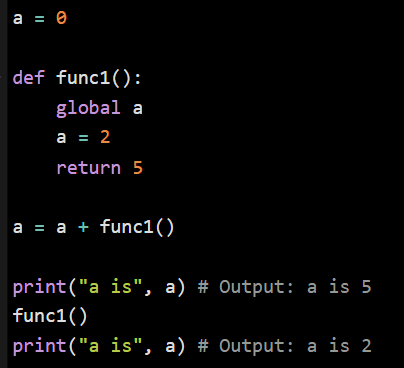 a = 0
def func1():
    global a
    a = 2
    return 5
a = a + func1()
print("a is", a) # Output: a is 5
func1()
print("a is", a) # Output: a is 2